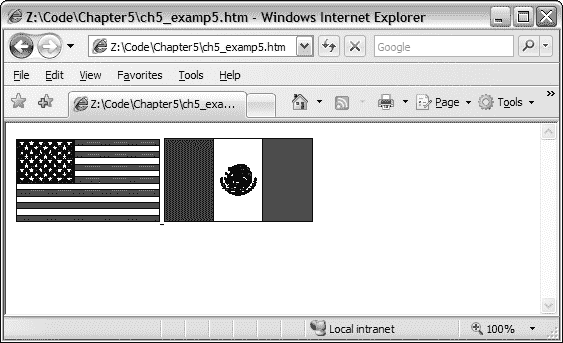 Z:\Code\Chapter5\ch5_examp5.htm - Windows Internet Explorer
Z:\Code\Chapter5\ch5_examp5.htm
Google
File Edit View Favorites Tools Help
Z:\Code\Chapter5\ch5_exa...
Page Tools
Local intranet 100%